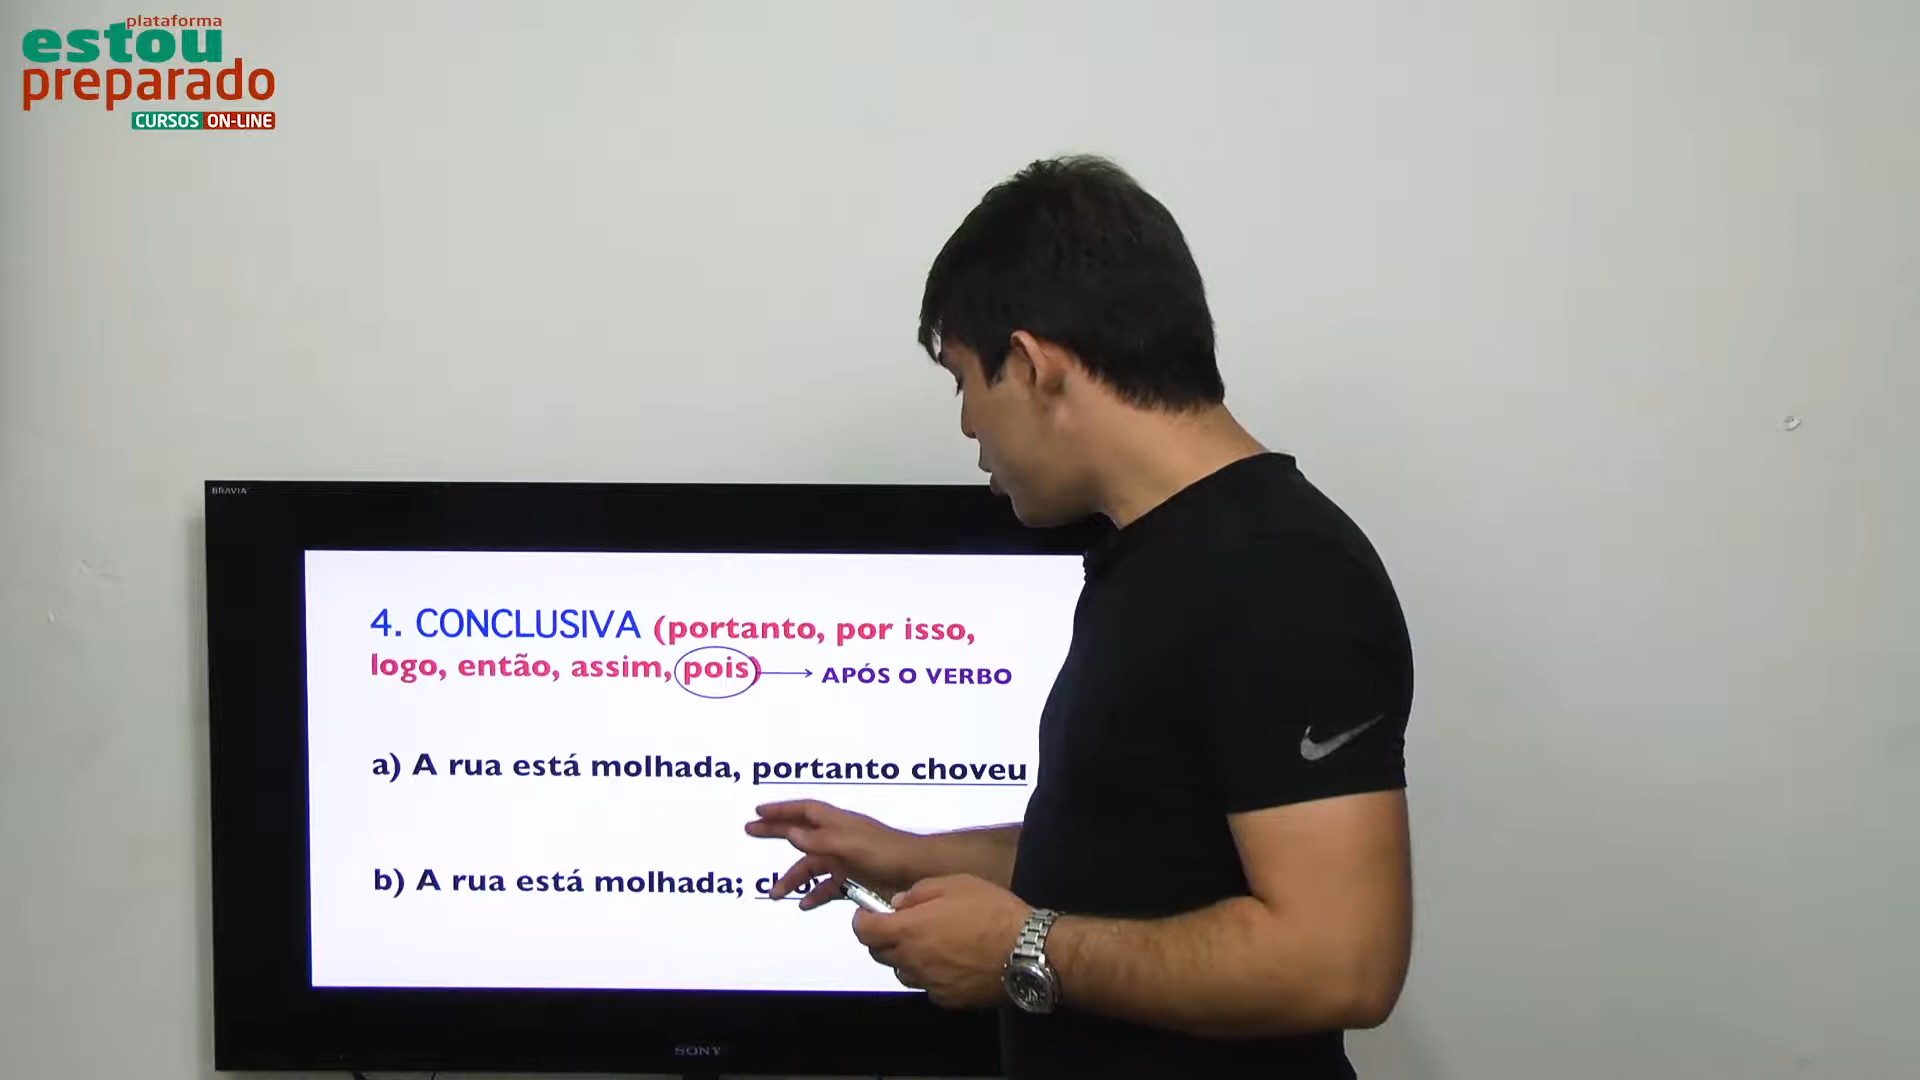 plataforma
estou
preparado
CURSOS ON-LINE
BRAVIA
4. CONCLUSIVA (portanto, por isso,
logo, então, assim, pois) → APÓS O VERBO
a) A rua está molhada, portanto choveu
b) A rua está molhada;
SONY